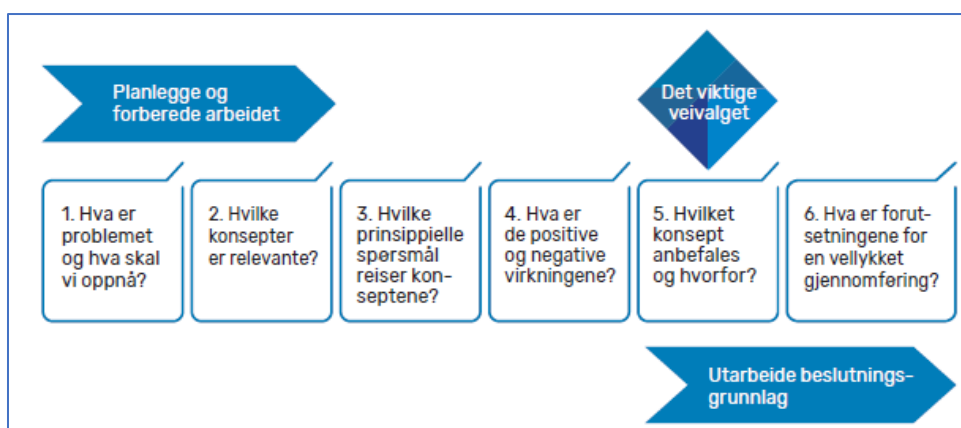 Planlegge og
forberede arbeidet
Det viktige
veivalget
1. Hva er
problemet
og hva skal
vi oppnå?
2. Hvilke
konsepter
er relevante?
3. Hvilke
prinsippielle
spørsmål
reiser kon-
septene?
4. Hva er
de positive
og negative
virkningene?
5. Hvilket
konsept
anbefales
og hvorfor?
6. Hva er forut-
setningene for
en vellykket
gjennomføring?
Utarbeide beslutnings-
grunnlag